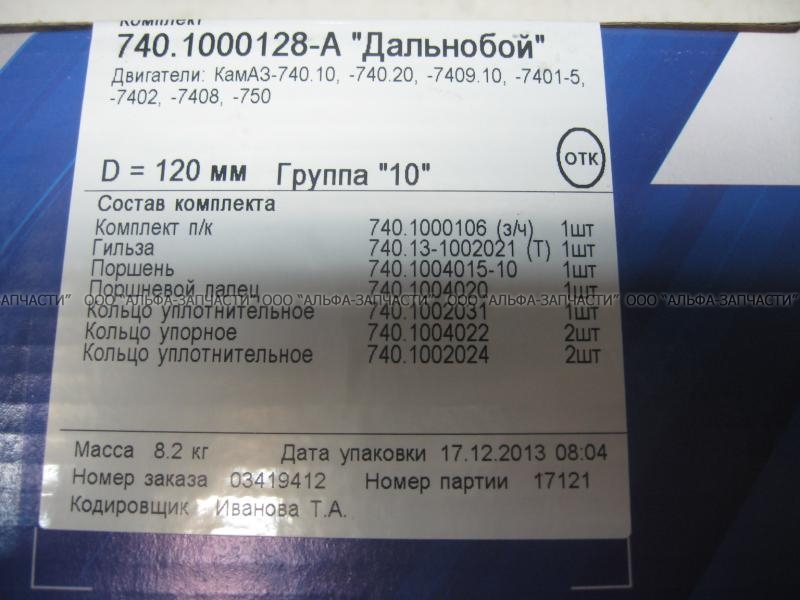 Комплект
740.1000128-А "Дальнобой"
Двигатели: КамАЗ-740.10, -740.20, -7409.10, -7401-5,
-7402, -7408, -750
ОТК
D = 120 мм Группа "10"
Состав комплекта
Комплект п/к 740.1000106 (з/ч) 1шт
Гильза 740.13-1002021 (Т) 1шт
Поршень 740.1004015-10 1шт
Поршневой палец 740.1004020 1шт
ЗАПЧАСТИ" ООО "АЛЬФА-ЗАПЧАСТИ" ООО "АЛЬФА-ЗАПЧАСТИ" ООО "АЛЬФА-ЗАПЧАСТИ" ООО "АЛЬФА-ЗАПЧАСТИ"
Кольцо уплотнительное 740.1002031 1шт
Кольцо упорное 740.1004022 2шт
Кольцо уплотнительное 740.1002024 2шт
Масса 8.2 кг Дата упаковки 17.12.2013 08:04
Номер заказа 03419412 Номер партии 17121
Кодировщик Иванова Т.А.